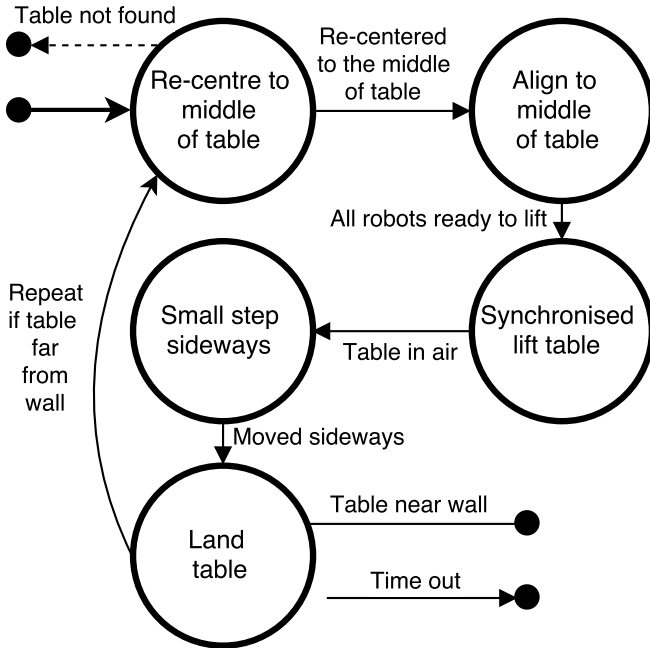 Table not found
Re-centre to
middle
of table
Re-centered
to the middle
of table
Align to
middle
of table
All robots ready to lift
Repeat
if table
far
from
wall
Small step
sideways
Table in air
Synchronised
lift table
Moved sideways
Land
table
Table near wall
Time out